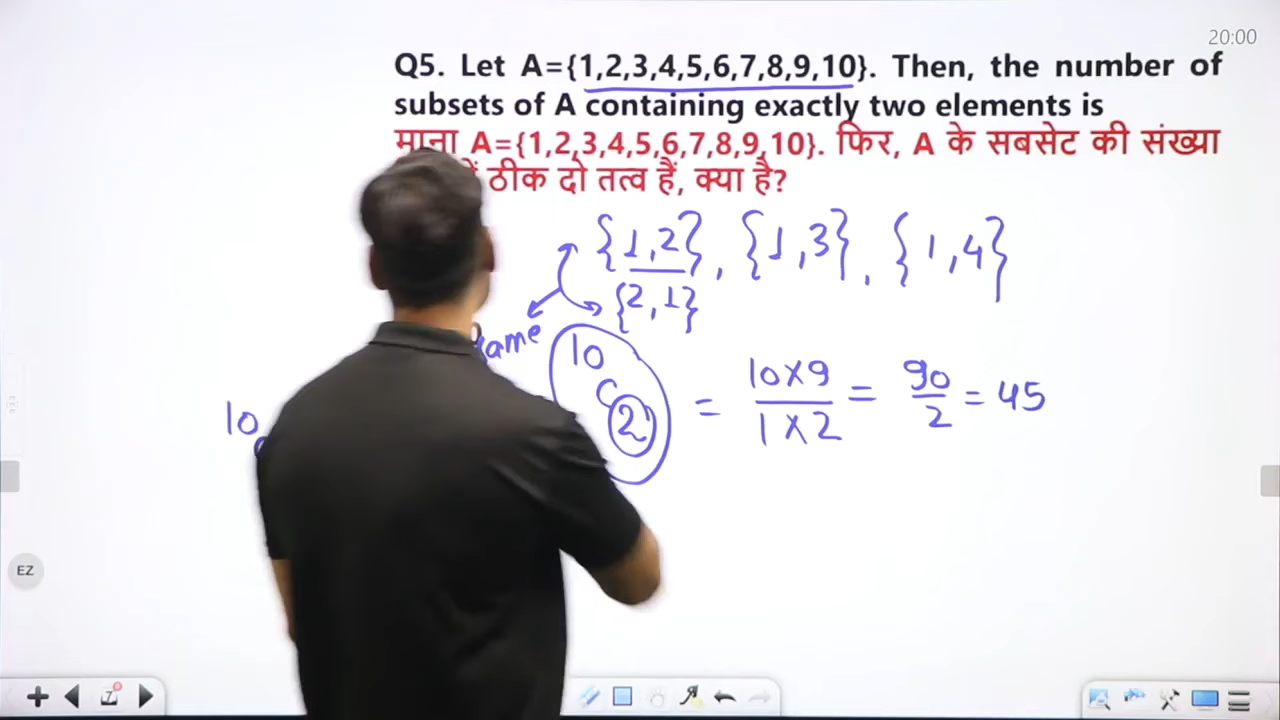 20:00
Q5. Let A={1,2,3,4,5,6,7,8,9,10}. Then, the number of
subsets of A containing exactly two elements is
माना A={1,2,3,4,5,6,7,8,9,10}. फिर, A के सबसेट की संख्या
ठीक दो तत्व हैं, क्या है?
{1,2}, {1,3}, {1,4}
{2,1}
10 C 2 = 10×9 / 1×2 = 90/2 = 45
10
EZ